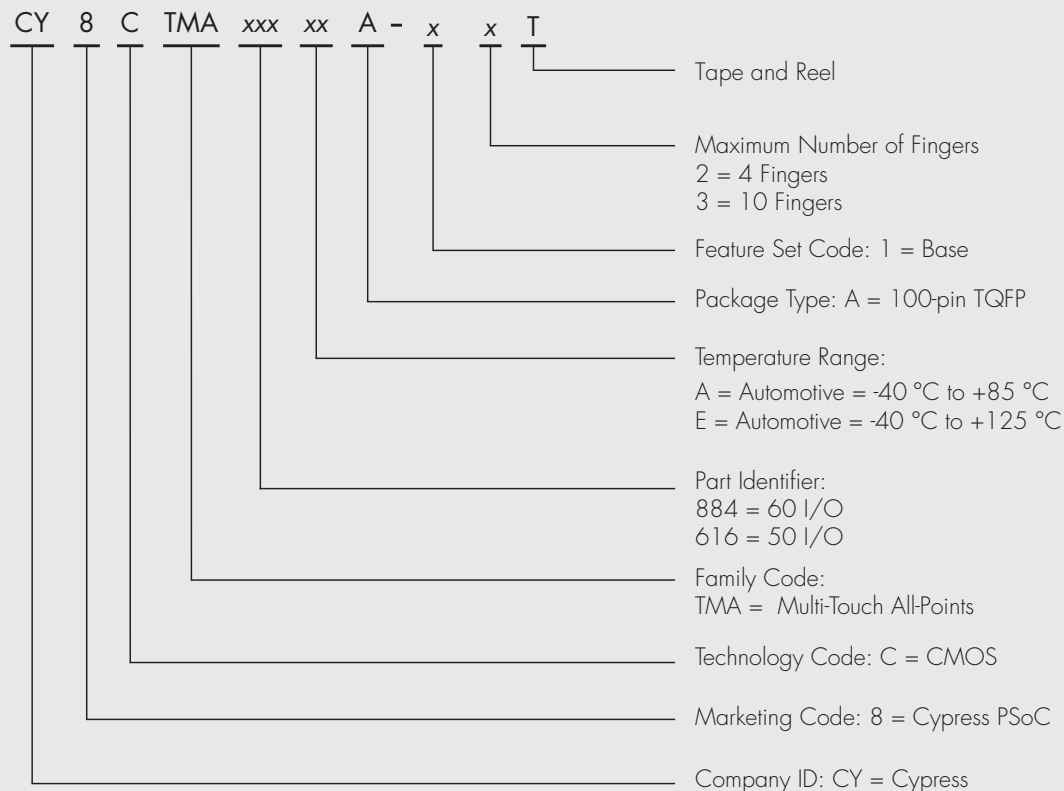 CY 8 C TMA xxx xx A - x x T
Tape and Reel
Maximum Number of Fingers
2 = 4 Fingers
3 = 10 Fingers
Feature Set Code: 1 = Base
Package Type: A = 100-pin TQFP
Temperature Range:
A = Automotive = -40 °C to +85 °C
E = Automotive = -40 °C to +125 °C
Part Identifier:
884 = 60 I/O
616 = 50 I/O
Family Code:
TMA = Multi-Touch All-Points
Technology Code: C = CMOS
Marketing Code: 8 = Cypress PSoC
Company ID: CY = Cypress